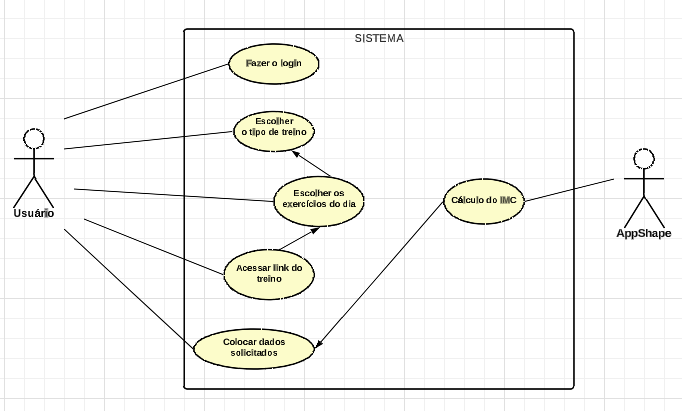 SISTEMA
Fazer o login
Escolher
o tipo de treino
Escolher os
exercícios do dia
Cálculo do IMC
Usuário
AppShape
Acessar link do
treino
Colocar dados
solicitados